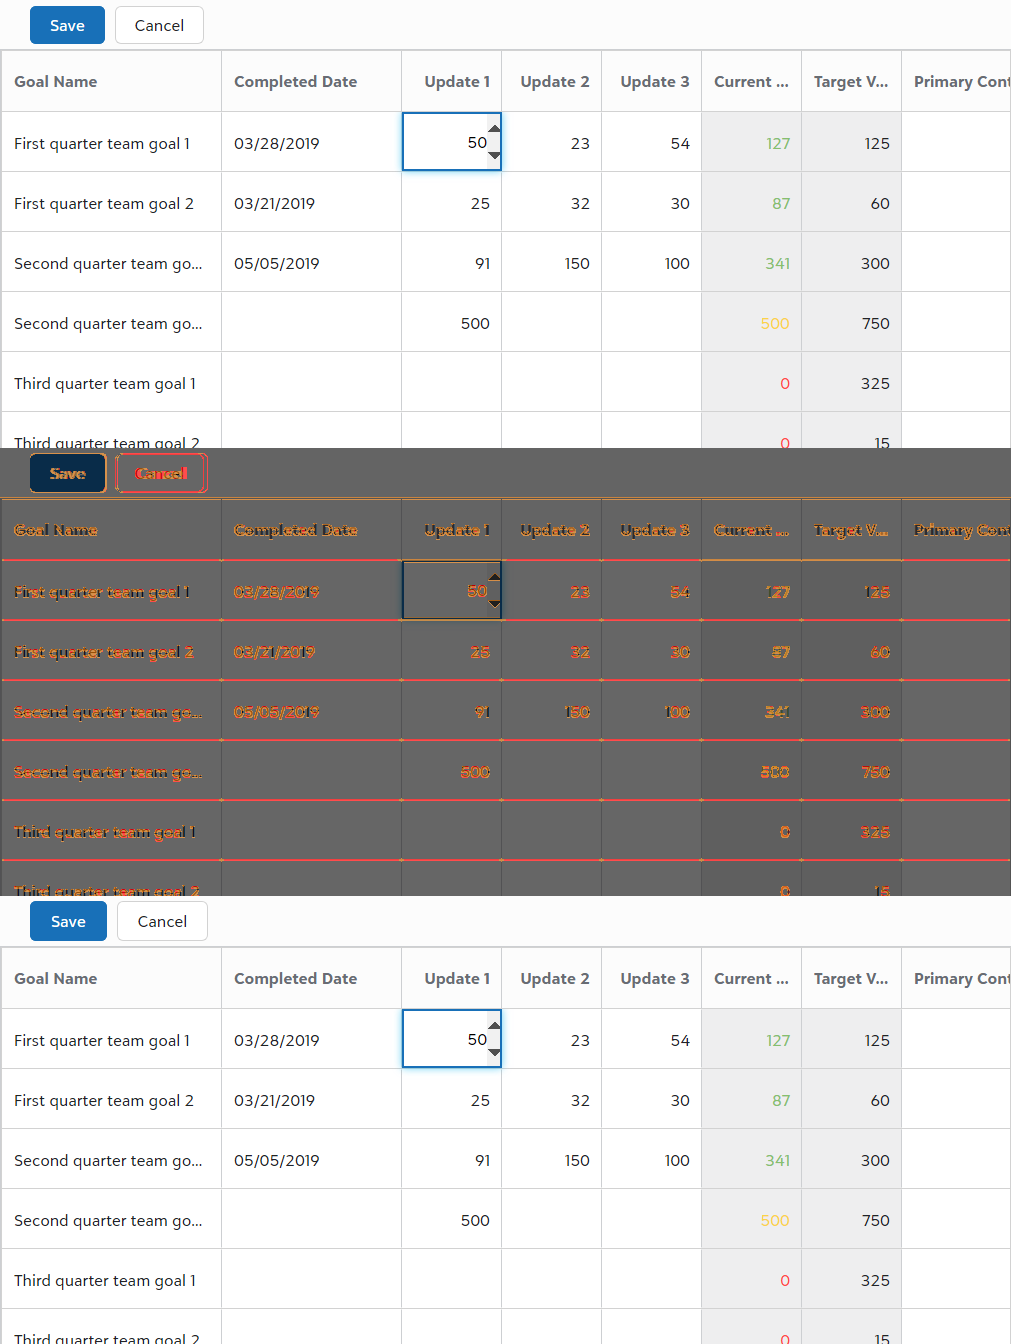 Save Cancel
Goal Name Completed Date Update 1 Update 2 Update 3 Current ... Target V... Primary Cont
First quarter team goal 1 03/28/2019 50 23 54 127 125
First quarter team goal 2 03/21/2019 25 32 30 87 60
Second quarter team go... 05/05/2019 91 150 100 341 300
Second quarter team go... 500 500 750
Third quarter team goal 1 0 325
Third quarter team goal 2 0 15
Save Cancel
Goal Name Completed Date Update 1 Update 2 Update 3 Current ... Target V... Primary Cont
First quarter team goal 1 03/28/2019 50 23 54 127 125
First quarter team goal 2 03/21/2019 25 32 30 87 60
Second quarter team go... 05/05/2019 91 150 100 341 300
Second quarter team go... 500 500 750
Third quarter team goal 1 0 325
Third quarter team goal 2 0 15
Save Cancel
Goal Name Completed Date Update 1 Update 2 Update 3 Current ... Target V... Primary Cont
First quarter team goal 1 03/28/2019 50 23 54 127 125
First quarter team goal 2 03/21/2019 25 32 30 87 60
Second quarter team go... 05/05/2019 91 150 100 341 300
Second quarter team go... 500 500 750
Third quarter team goal 1 0 325
Third quarter team goal 2 0 15